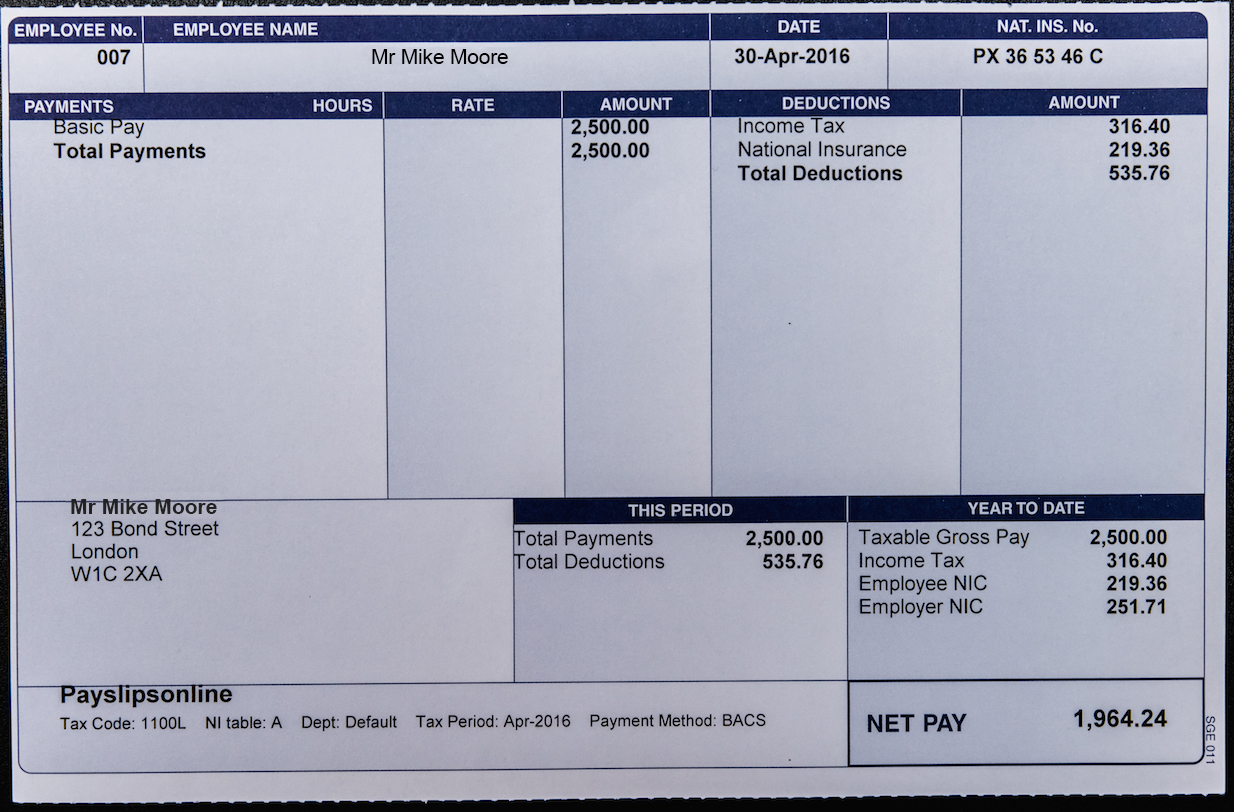 EMPLOYEE No. EMPLOYEE NAME DATE NAT. INS. No.
007 Mr Mike Moore 30-Apr-2016 PX 36 53 46 C
PAYMENTS HOURS RATE AMOUNT DEDUCTIONS AMOUNT
Basic Pay 2,500.00 Income Tax 316.40
Total Payments 2,500.00 National Insurance 219.36
Total Deductions 535.76
Mr Mike Moore
123 Bond Street
London
W1C 2XA
THIS PERIOD
Total Payments 2,500.00
Total Deductions 535.76
YEAR TO DATE
Taxable Gross Pay 2,500.00
Income Tax 316.40
Employee NIC 219.36
Employer NIC 251.71
Payslipsonline
Tax Code: 1100L NI table: A Dept: Default Tax Period: Apr-2016 Payment Method: BACS
NET PAY 1,964.24
SGE 011